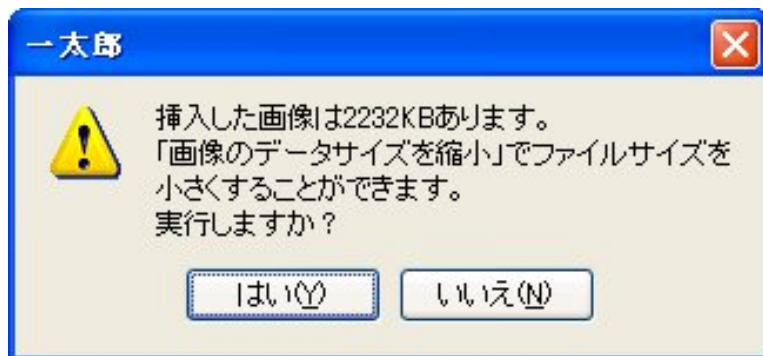 一太郎
挿入した画像は2232KBあります。
「画像のデータサイズを縮小」でファイルサイズを
小さくすることができます。
実行しますか?
はい(Y)
いいえ(N)